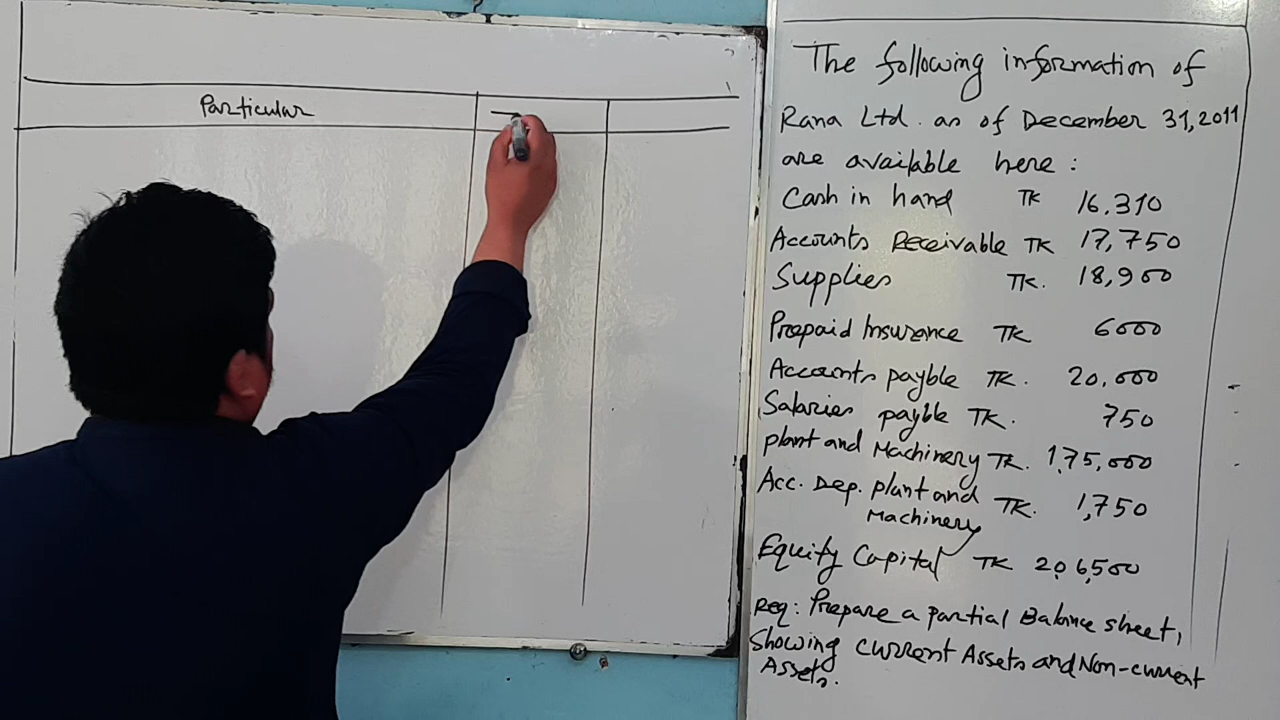 Particular
The following information of
Rana Ltd. as of December 31, 2011
are available here :
Cash in hand TK 16,310
Accounts Receivable TK 17,750
Supplies TK. 18,900
Prepaid Insurance TK 6000
Accounts payble TK. 20,000
Salaries payble TK. 750
plant and Machinery TK. 1,75,000
Acc. Dep. plant and TK. 1,750
Machinery
Equity Capital TK 2,06,500
Req: Prepare a partial Balance sheet,
showing current Assets and Non-current
Assets.